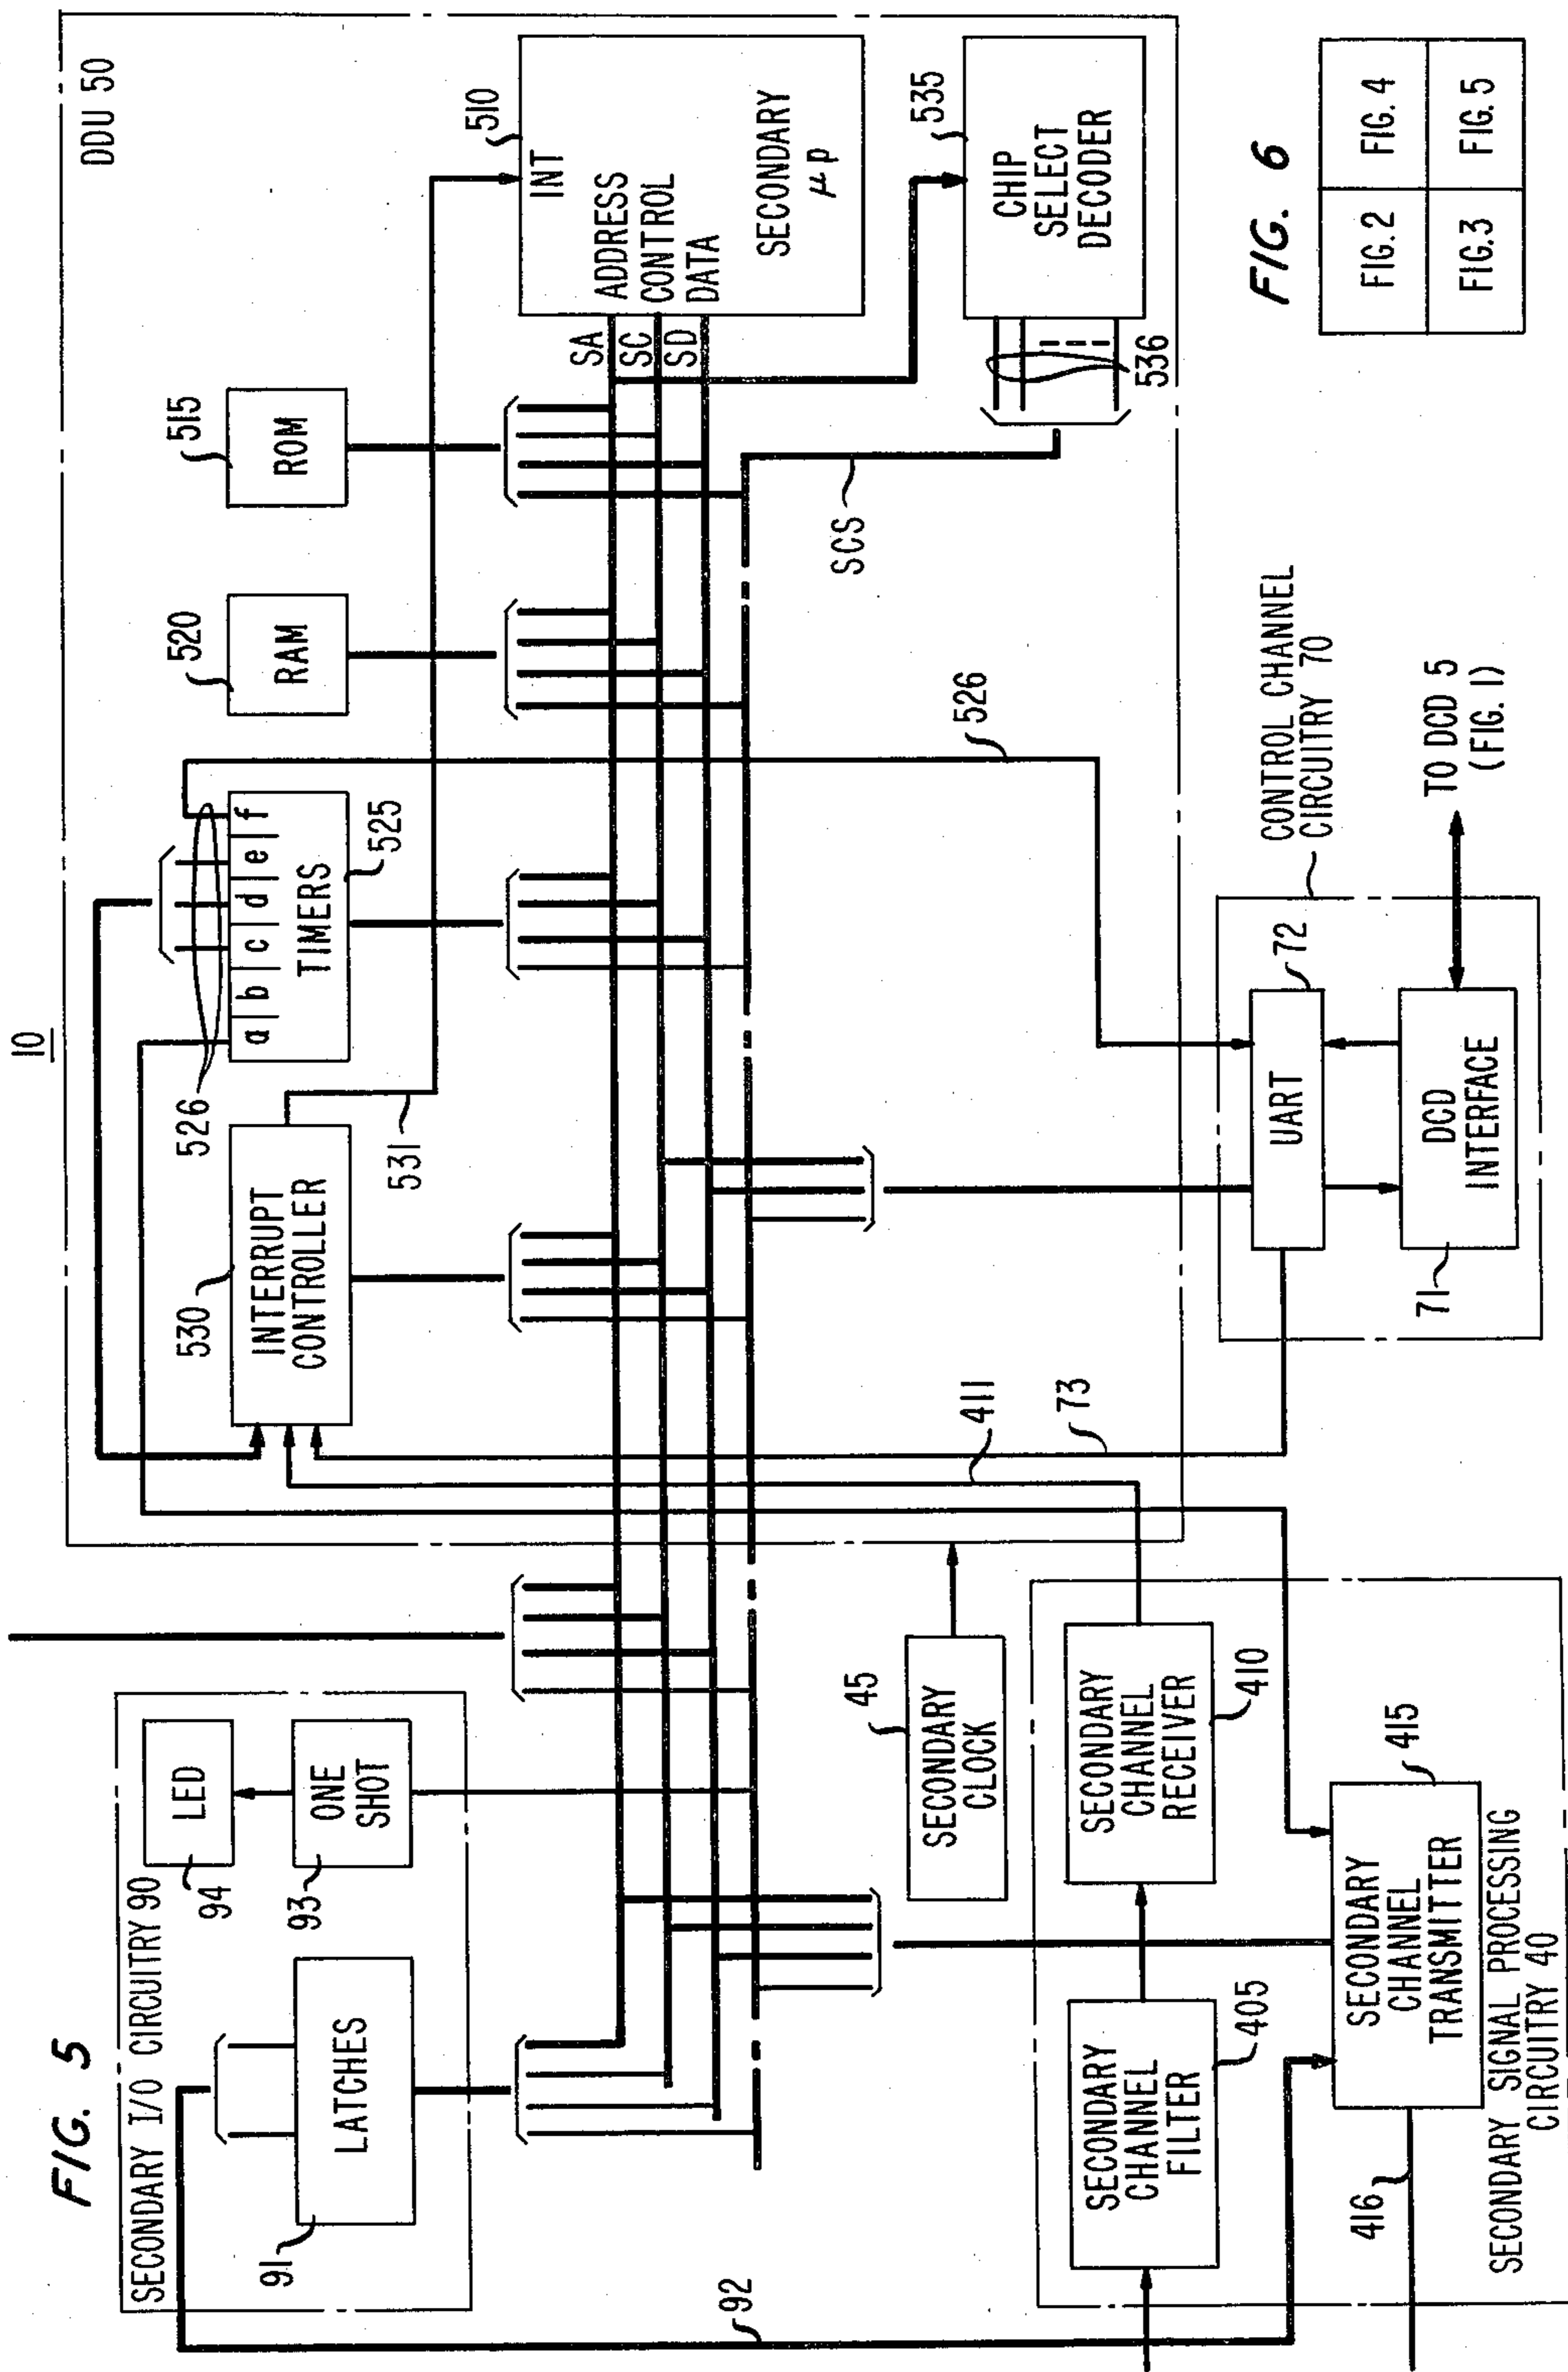 10
FIG. 5
SECONDARY I/O CIRCUITRY 90
LATCHES
91
92
LED
94
ONE
SHOT
93
DDU 50
INTERRUPT
CONTROLLER
530
531
526
a b c d e f
TIMERS
525
RAM
520
ROM
515
510
INT
ADDRESS
CONTROL
DATA
SECONDARY
μp
SA
SC
SD
CHIP
SELECT
DECODER
535
536
SCS
526
411
73
SECONDARY
CLOCK
45
SECONDARY
CHANNEL
FILTER
405
SECONDARY
CHANNEL
RECEIVER
410
SECONDARY
CHANNEL
TRANSMITTER
415
416
SECONDARY SIGNAL PROCESSING
CIRCUITRY 40
UART
72
DCD
INTERFACE
71
CONTROL CHANNEL
CIRCUITRY 70
TO DCD 5
(FIG. 1)
FIG. 6
FIG. 2
FIG. 4
FIG. 3
FIG. 5